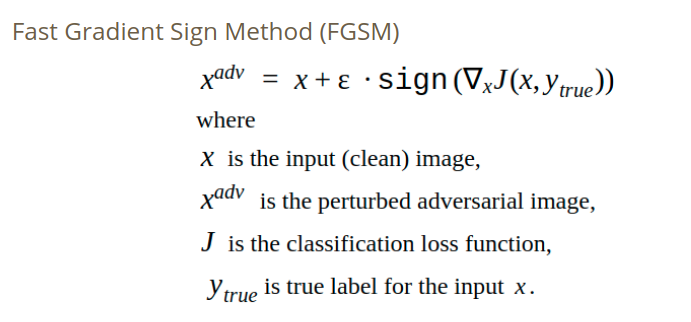 Fast Gradient Sign Method (FGSM)
x^adv = x + ε · sign(∇_x J(x, y_true))
where
x is the input (clean) image,
x^adv is the perturbed adversarial image,
J is the classification loss function,
y_true is true label for the input x.